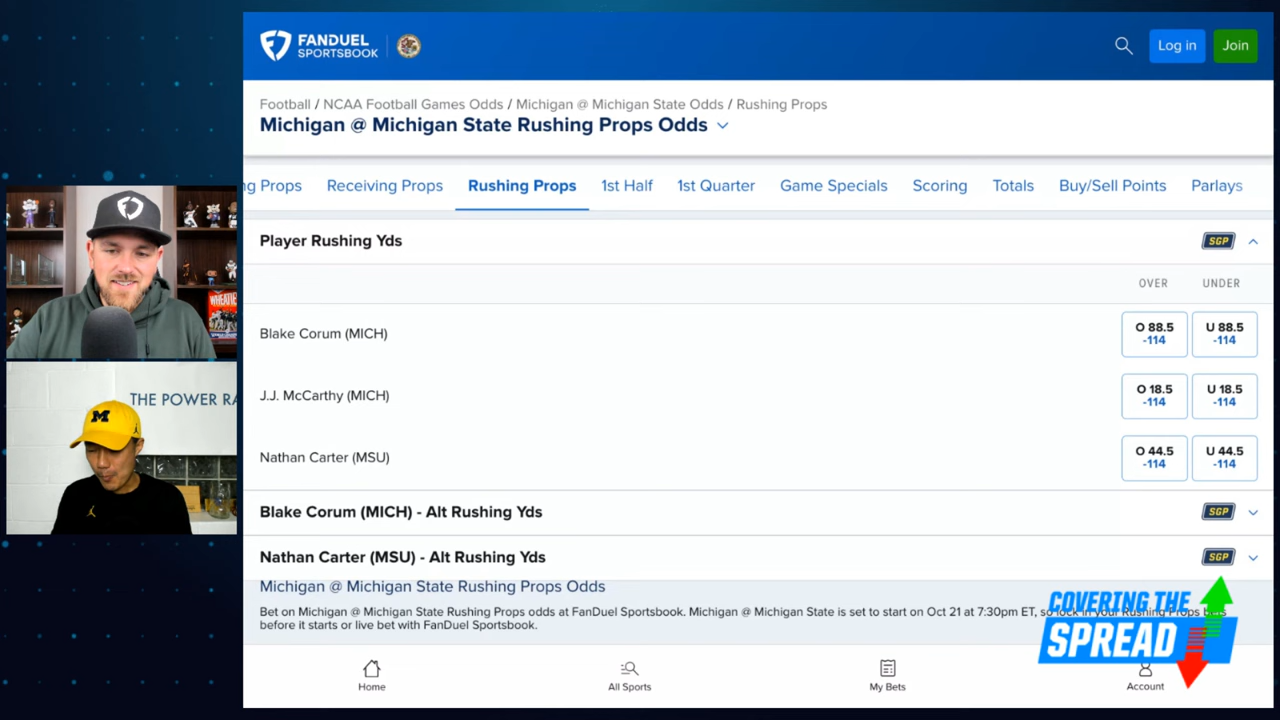 FANDUEL
SPORTSBOOK
Log in
Join
Football / NCAA Football Games Odds / Michigan @ Michigan State Odds / Rushing Props
Michigan @ Michigan State Rushing Props Odds
ng Props
Receiving Props
Rushing Props
1st Half
1st Quarter
Game Specials
Scoring
Totals
Buy/Sell Points
Parlays
Player Rushing Yds
SGP
OVER
UNDER
Blake Corum (MICH)
O 88.5
-114
U 88.5
-114
J.J. McCarthy (MICH)
O 18.5
-114
U 18.5
-114
Nathan Carter (MSU)
O 44.5
-114
U 44.5
-114
Blake Corum (MICH) - Alt Rushing Yds
SGP
Nathan Carter (MSU) - Alt Rushing Yds
SGP
Michigan @ Michigan State Rushing Props Odds
Bet on Michigan @ Michigan State Rushing Props odds at FanDuel Sportsbook. Michigan @ Michigan State is set to start on Oct 21 at 7:30pm ET, so lock in your Rushing Props bets
before it starts or live bet with FanDuel Sportsbook.
COVERING THE
SPREAD
Home
All Sports
My Bets
Account
WHEATIES
THE POWER RA
M